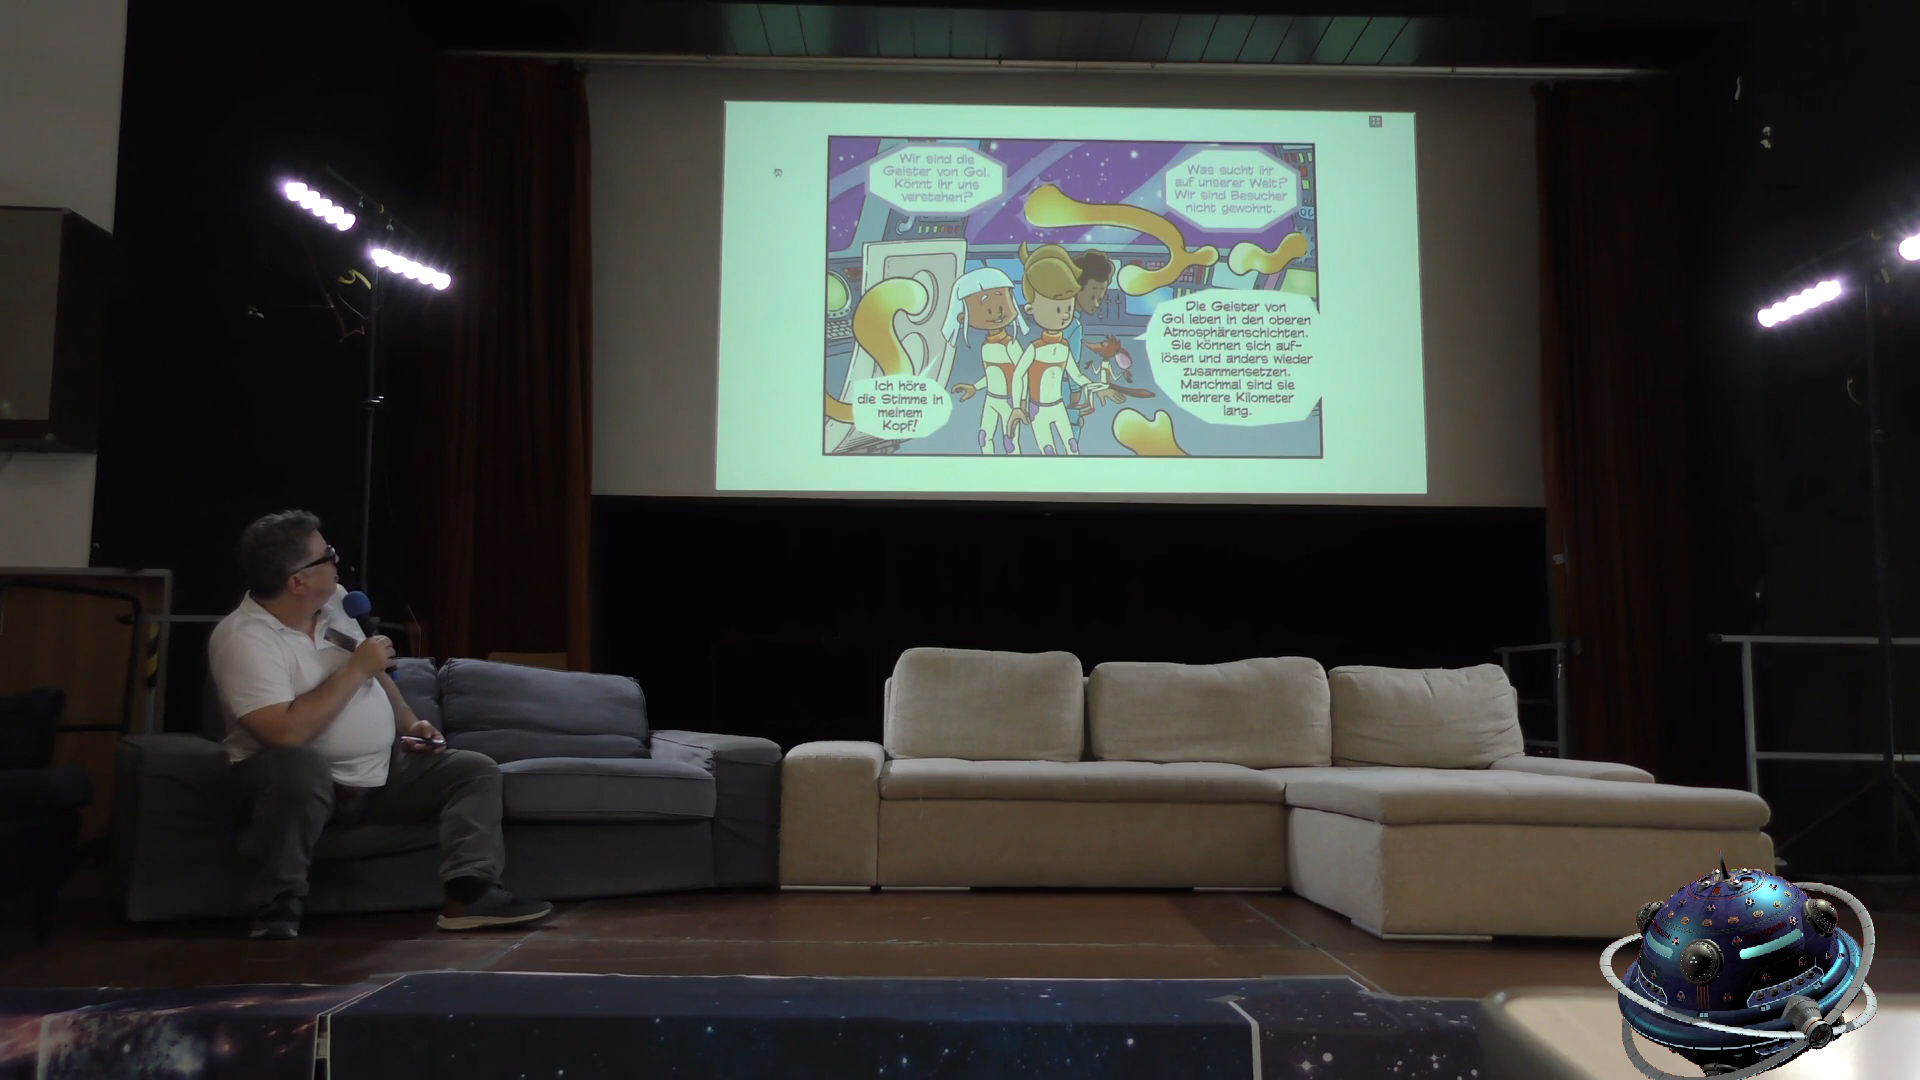 Wir sind die
Geister von Gol.
Könnt ihr uns
verstehen?
Was sucht ihr
auf unserer Welt?
Wir sind Besucher
nicht gewohnt.
Die Geister von
Gol leben in den oberen
Atmosphärenschichten.
Sie können sich auf-
lösen und anders wieder
zusammensetzen.
Manchmal sind sie
mehrere Kilometer
lang.
Ich höre
die Stimme in
meinem
Kopf!